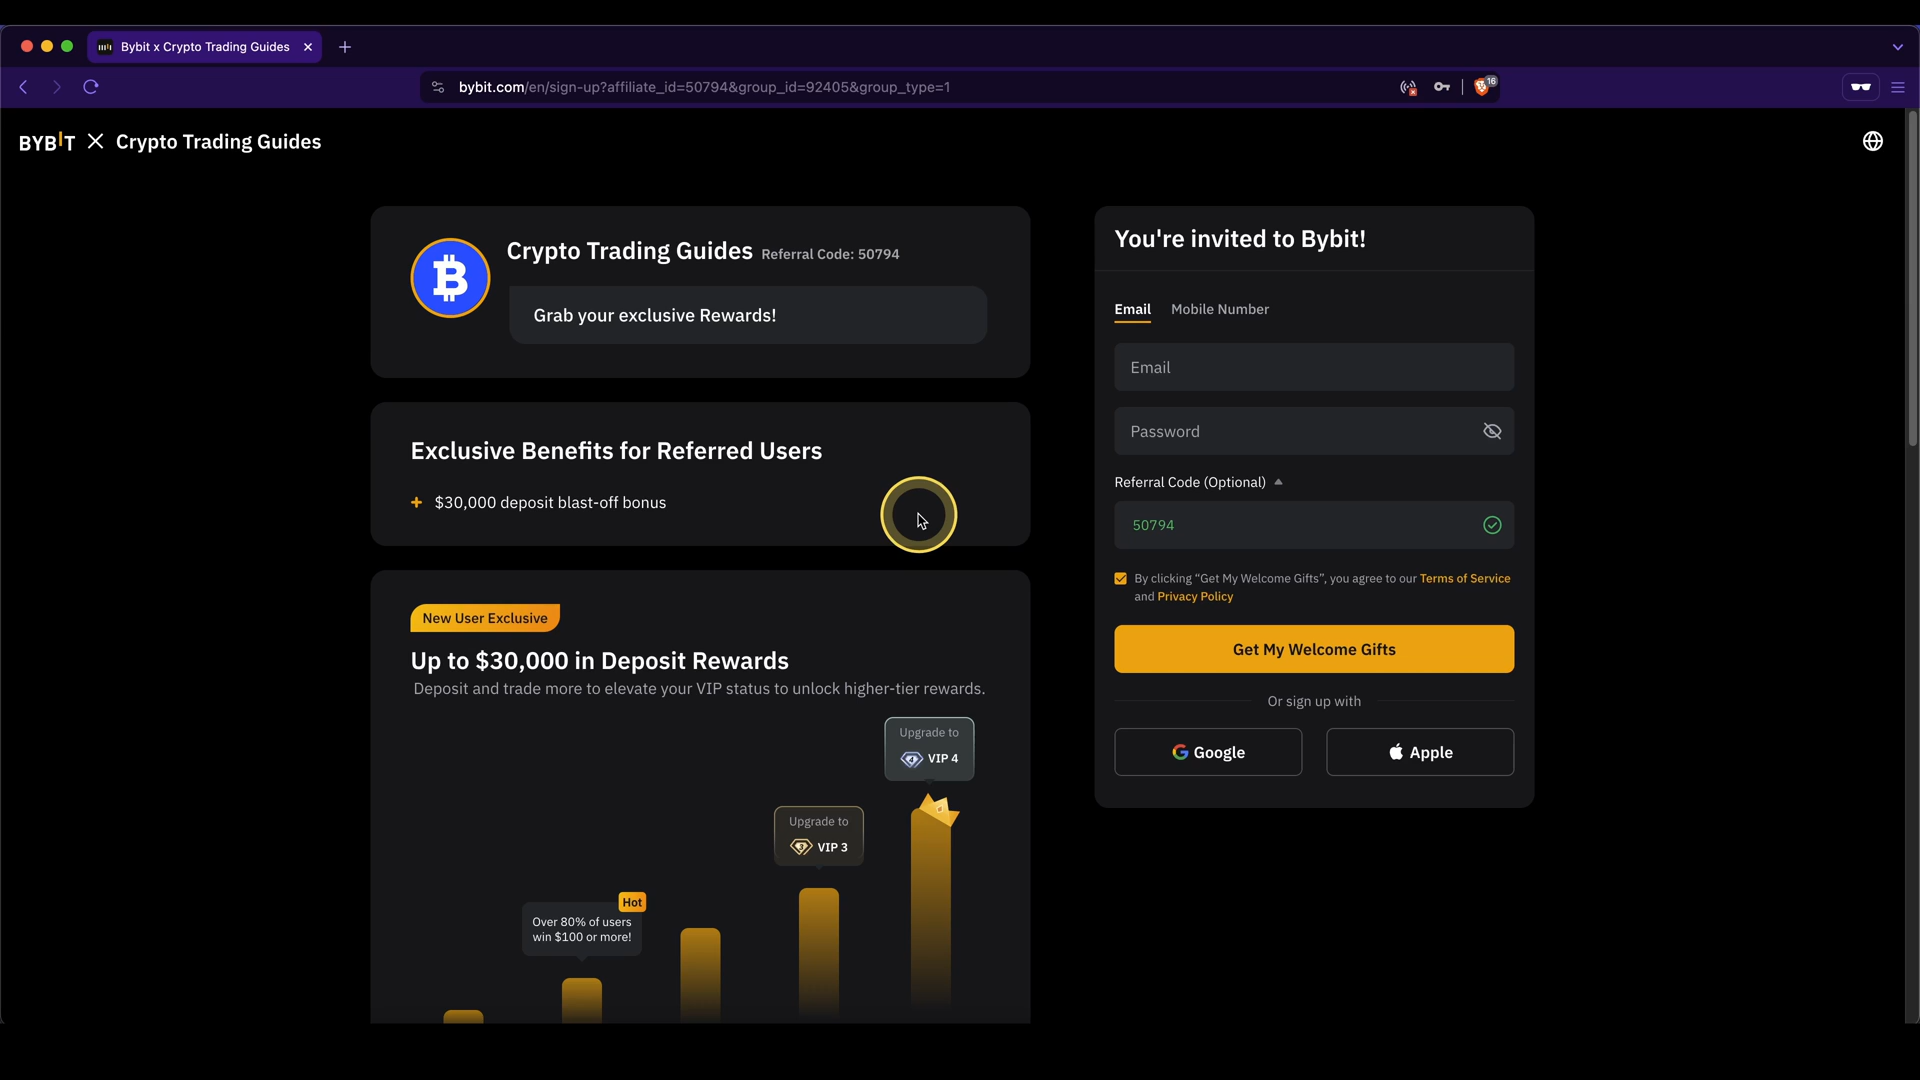 Bybit x Crypto Trading Guides
bybit.com/en/sign-up?affiliate_id=50794&group_id=92405&group_type=1
16
BYBIT X Crypto Trading Guides
Crypto Trading Guides Referral Code: 50794
Grab your exclusive Rewards!
Exclusive Benefits for Referred Users
+ $30,000 deposit blast-off bonus
New User Exclusive
Up to $30,000 in Deposit Rewards
Deposit and trade more to elevate your VIP status to unlock higher-tier rewards.
Upgrade to
4 VIP 4
Upgrade to
3 VIP 3
Hot
Over 80% of users
win $100 or more!
You're invited to Bybit!
Email Mobile Number
Email
Password
Referral Code (Optional)
50794
By clicking “Get My Welcome Gifts”, you agree to our Terms of Service
and Privacy Policy
Get My Welcome Gifts
Or sign up with
Google
Apple